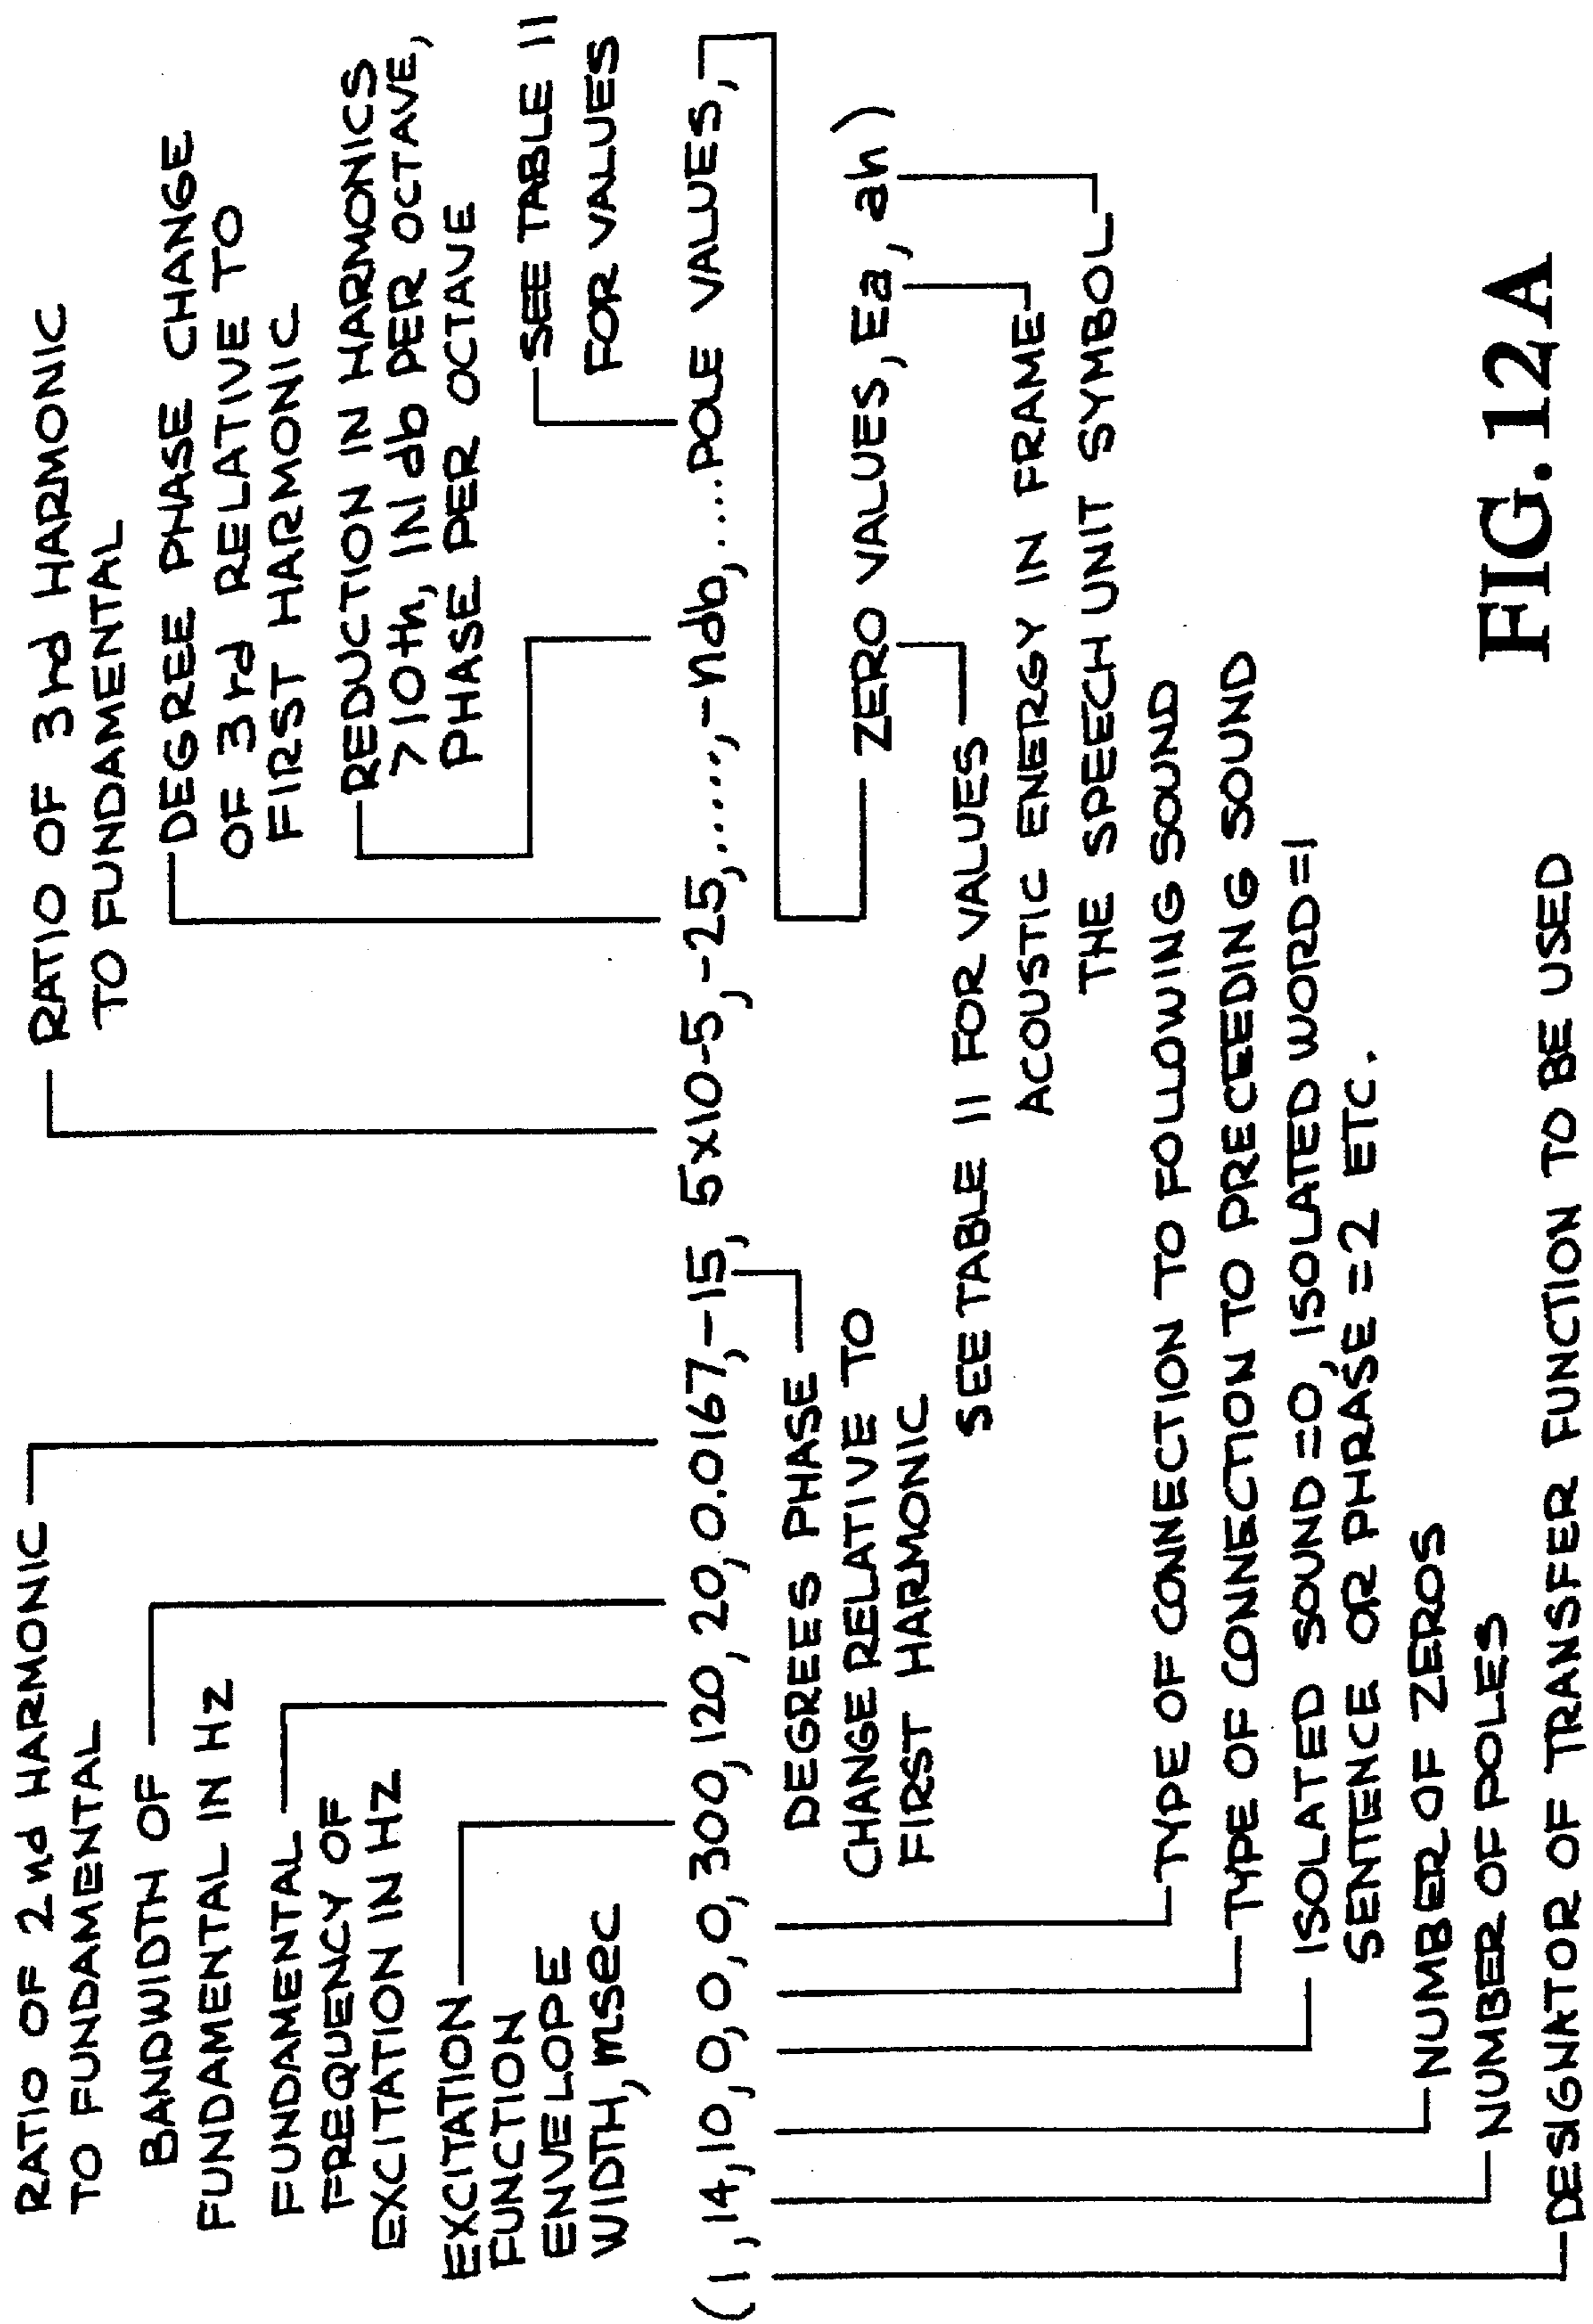 RATIO OF 2nd HARMONIC
TO FUNDAMENTAL
BANDWIDTH OF
FUNDAMENTAL IN Hz
FUNDAMENTAL
FREQUENCY OF
EXCITATION IN Hz
EXCITATION
FUNCTION
ENVELOPE
WIDTH, msec
RATIO OF 3rd HARMONIC
TO FUNDAMENTAL
DEGREE PHASE CHANGE
OF 3rd RELATIVE TO
FIRST HARMONIC
REDUCTION IN HARMONICS
710th, IN db PER OCTAVE,
PHASE PER OCTAVE
SEE TABLE II
FOR VALUES
(1, 14, 10, 0, 0, 0, 300, 120, 20, 0.0167, -15, 5x10-5, -25, ....., -ndb, ....POLE VALUES,
ZERO VALUES, Ea, ah)
DEGREES PHASE
CHANGE RELATIVE TO
FIRST HARMONIC
SEE TABLE II FOR VALUES
ACOUSTIC ENERGY IN FRAME
THE SPEECH UNIT SYMBOL
TYPE OF CONNECTION TO FOLLOWING SOUND
TYPE OF CONNECTION TO PRECEEDING SOUND
ISOLATED SOUND=0, ISOLATED WORD=1
SENTENCE OR PHRASE=2 ETC.
NUMBER OF ZEROS
NUMBER OF POLES
DESIGNATOR OF TRANSFER FUNCTION TO BE USED
FIG. 12A